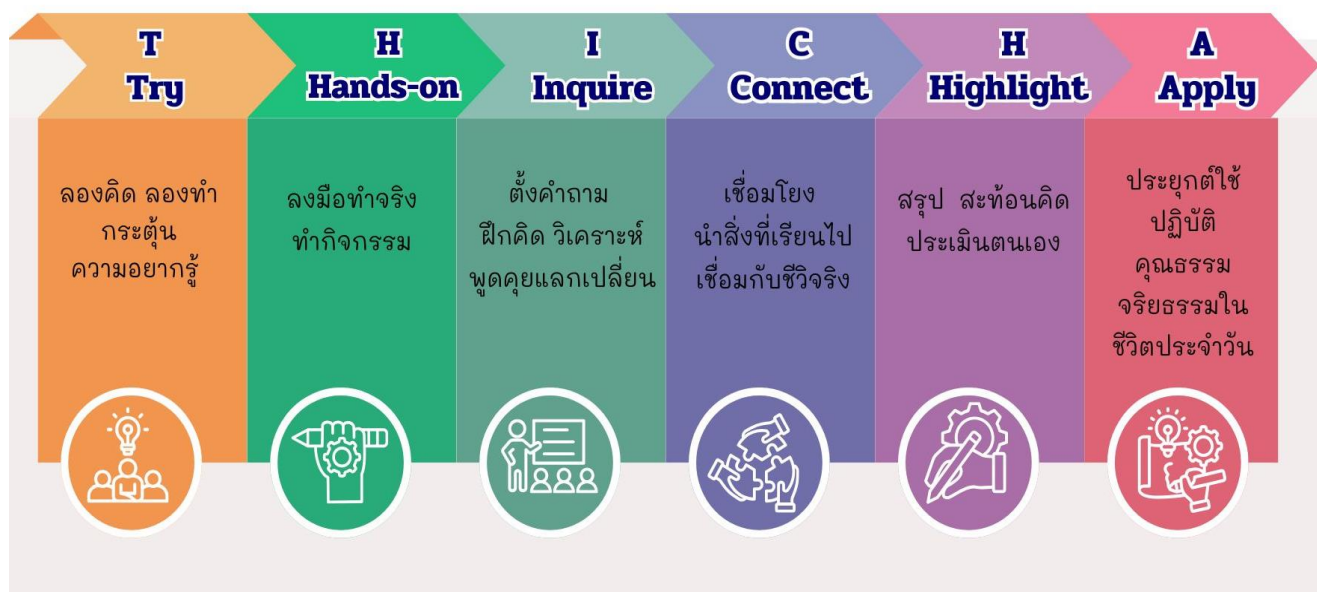 T
Try
ลองคิด ลองทำ
กระตุ้น
ความอยากรู้
H
Hands-on
ลงมือทำจริง
ทำกิจกรรม
I
Inquire
ตั้งคำถาม
ฝึกคิด วิเคราะห์
พูดคุยแลกเปลี่ยน
C
Connect
เชื่อมโยง
นำสิ่งที่เรียนไป
เชื่อมกับชีวิจริง
H
Highlight
สรุป สะท้อนคิด
ประเมินตนเอง
A
Apply
ประยุกต์ใช้
ปฏิบัติ
คุณธรรม
จริยธรรมใน
ชีวิตประจำวัน